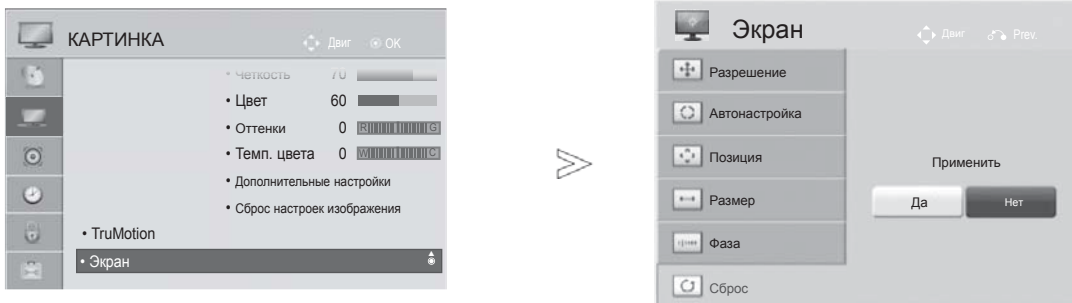 КАРТИНКА
Двиг OK
• Четкость 70
• Цвет 60
• Оттенки 0 R G
• Темп. цвета 0 W C
• Дополнительные настройки
• Сброс настроек изображения
• TruMotion
• Экран
Экран
Двиг Prev.
Разрешение
Автонастройка
Позиция
Размер
Фаза
Сброс
Применить
Да Нет